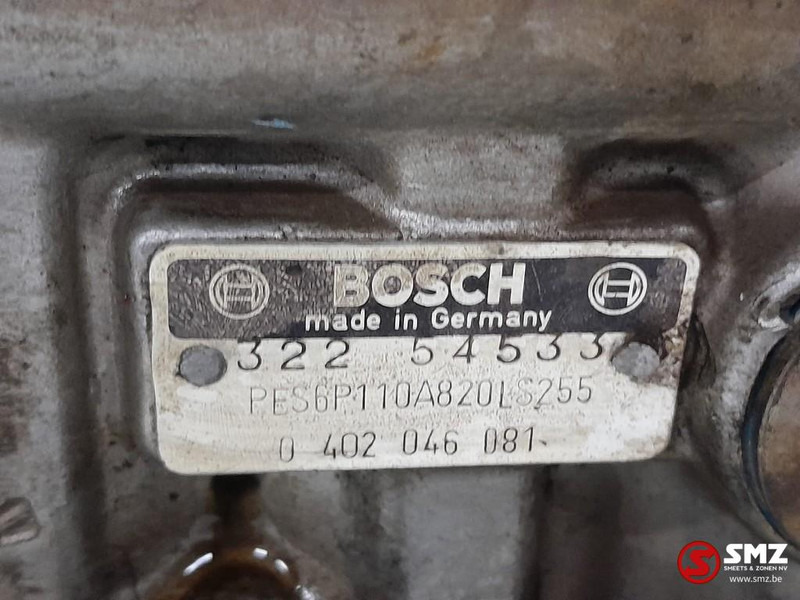 BOSCH
made in Germany
322 54533
PES6P110A820LS255
0 402 046 081
SMZ
SMEETS & ZONEN NV
www.smz.be